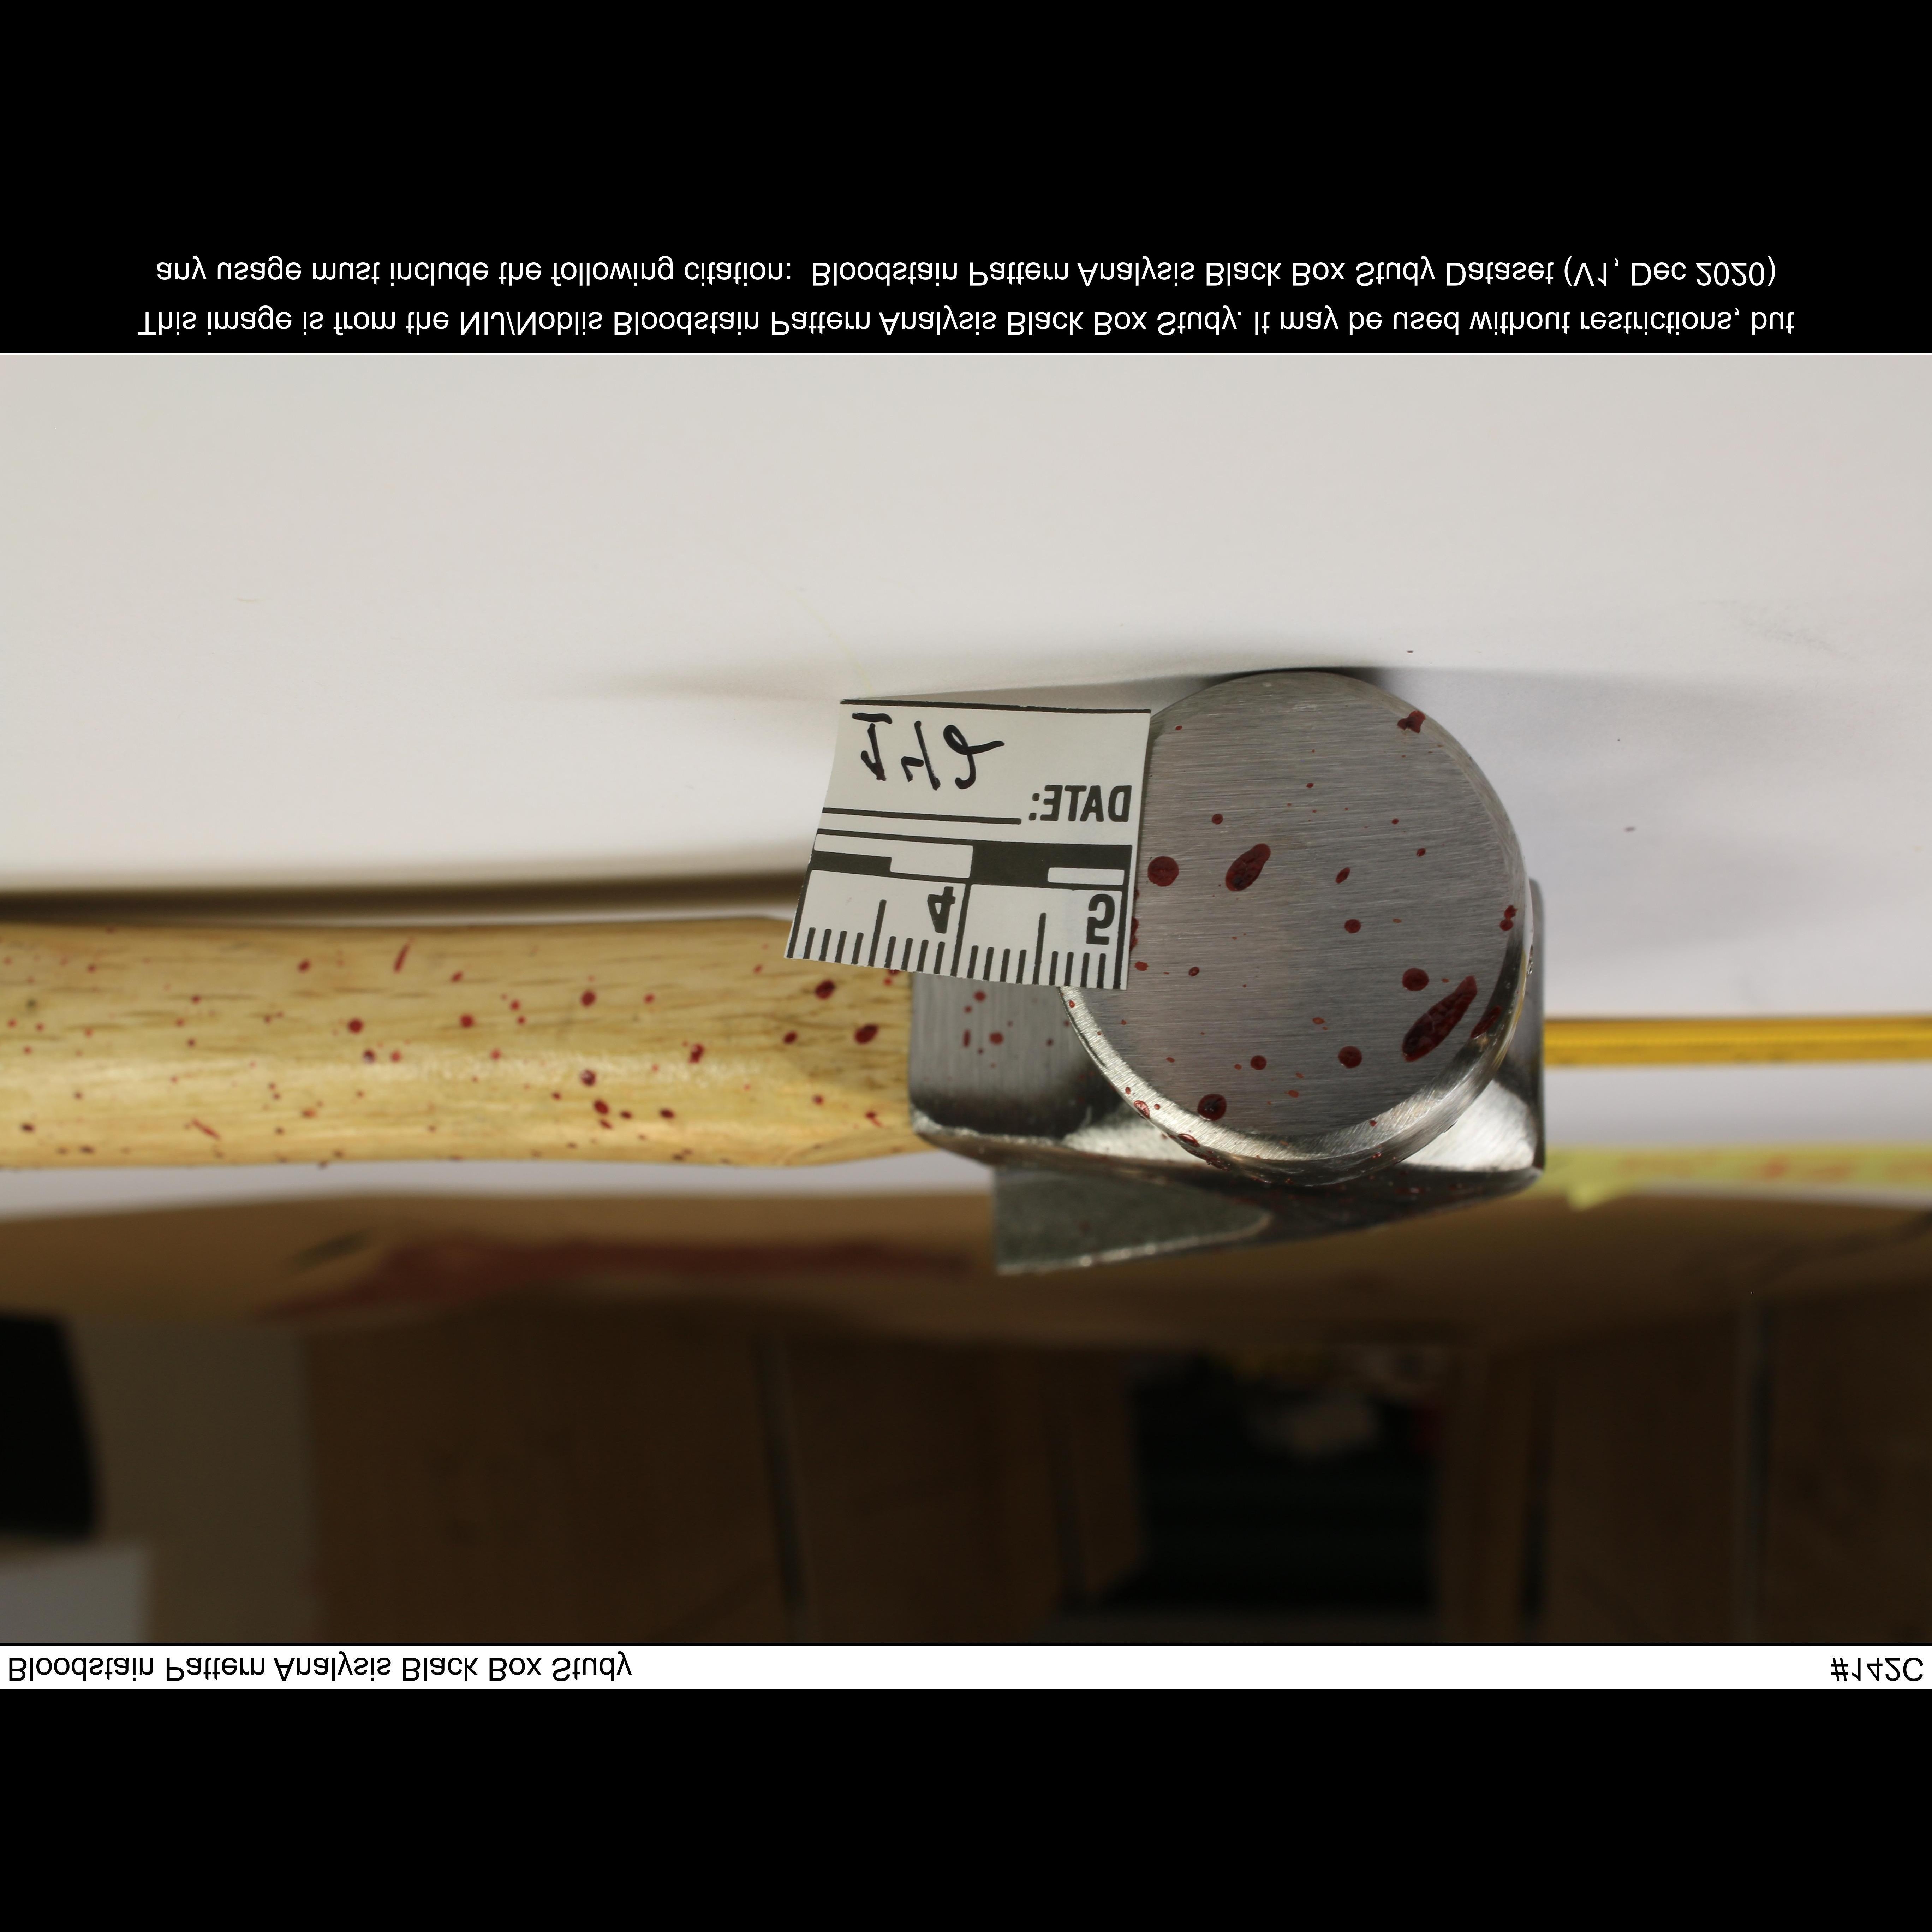 Bloodstain Pattern Analysis Black Box Study
#142C
4
5
DATE:
142
This image is from the NIJ/Noblis Bloodstain Pattern Analysis Black Box Study. It may be used without restrictions, but
any usage must include the following citation:  Bloodstain Pattern Analysis Black Box Study Dataset (V1, Dec 2020)